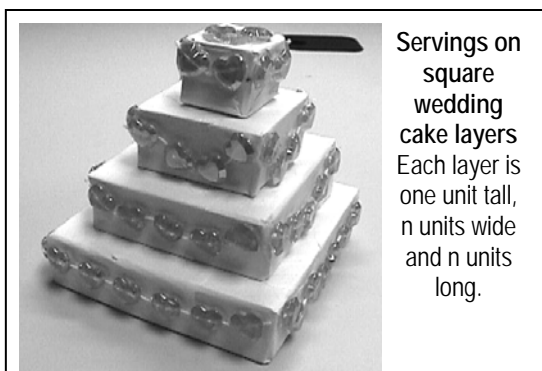 Servings on
square
wedding
cake layers
Each layer is
one unit tall,
n units wide
and n units
long.